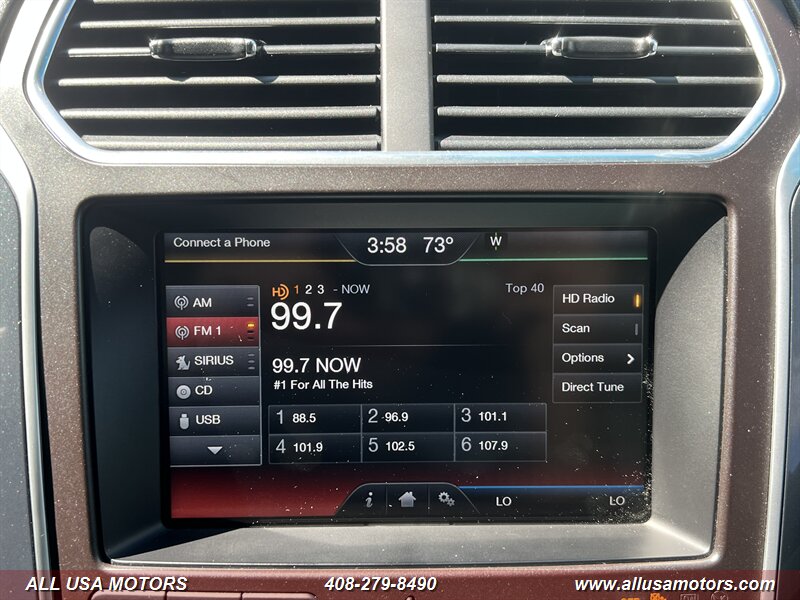 Connect a Phone 3:58 73° W
AM
FM 1
SIRIUS
CD
USB
HD 1 2 3 - NOW Top 40
99.7
99.7 NOW
#1 For All The Hits
1 88.5 2 96.9 3 101.1
4 101.9 5 102.5 6 107.9
HD Radio
Scan
Options
Direct Tune
i LO LO
ALL USA MOTORS 408-279-8490 www.allusamotors.com